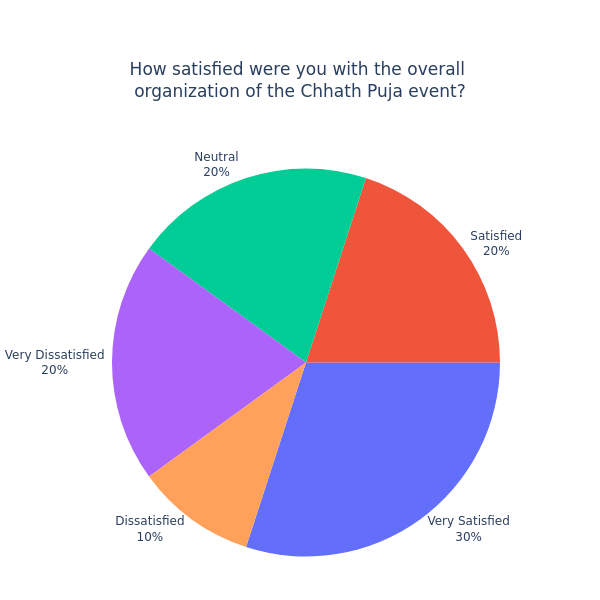 How satisfied were you with the overall
organization of the Chhath Puja event?
Neutral
20%
Satisfied
20%
Very Dissatisfied
20%
Dissatisfied
10%
Very Satisfied
30%